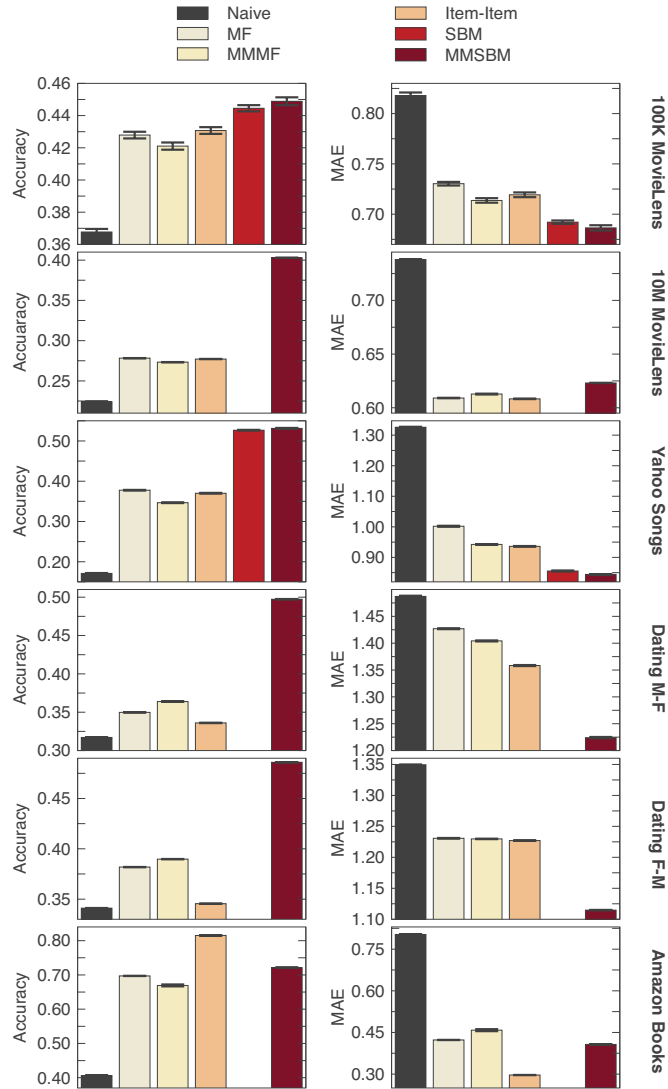 Naive Item-Item
MF SBM
MMMF MMSBM
0.46
0.44
0.42
0.40
0.38
0.36
Accuracy
0.80
0.75
0.70
MAE
100K MovieLens
0.40
0.35
0.30
0.25
Accuaracy
0.70
0.65
0.60
MAE
10M MovieLens
0.50
0.40
0.30
0.20
Accuracy
1.30
1.20
1.10
1.00
0.90
MAE
Yahoo Songs
0.50
0.45
0.40
0.35
0.30
Accuracy
1.45
1.40
1.35
1.30
1.25
1.20
MAE
Dating M-F
0.45
0.40
0.35
Accuracy
1.35
1.30
1.25
1.20
1.15
1.10
MAE
Dating F-M
0.80
0.70
0.60
0.50
0.40
Accuracy
0.75
0.60
0.45
0.30
MAE
Amazon Books